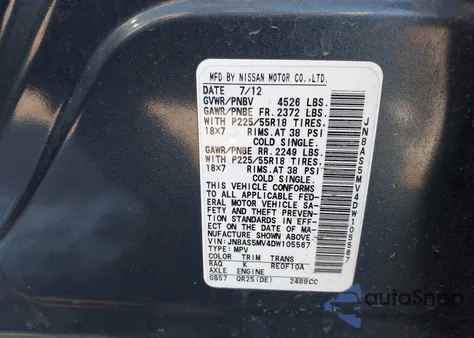 MFD BY NISSAN MOTOR CO.,LTD.
DATE 7/12
GVWR/PNBV 4526 LBS.
GAWR/PNBE FR. 2372 LBS.
WITH P225/55R18 TIRES.
18X7 RIMS. AT 38 PSI
COLD SINGLE.
GAWR/PNBE RR. 2249 LBS.
WITH P225/55R18 TIRES.
18X7 RIMS. AT 38 PSI
COLD SINGLE.
THIS VEHICLE CONFORMS
TO ALL APPLICABLE FED-
ERAL MOTOR VEHICLE SA-
FETY AND THEFT PREVEN-
TION STANDARDS IN EFF-
ECT ON THE DATE OF MA-
NUFACTURE SHOWN ABOVE.
VIN: JN8AS5MV4DW105567
TYPE: MPV
COLOR TRIM TRANS
RAQ K RE0F10A
AXLE ENGINE
GB57 QR25(DE) 2488CC
JN8AS5MV4DW105567
autoSnap